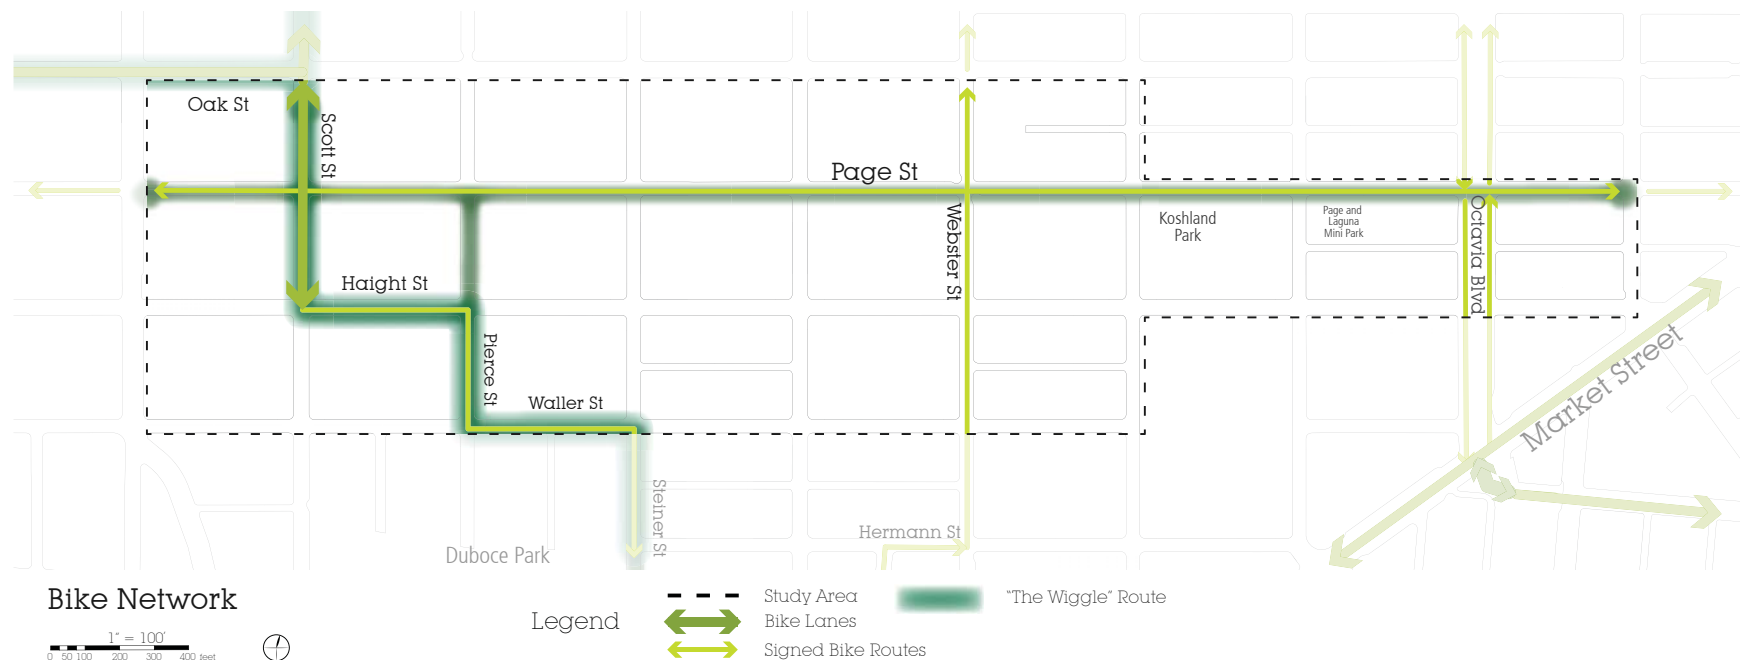 Oak St
Scott St
Page St
Haight St
Pierce St
Waller St
Webster St
Koshland
Park
Page and
Laguna
Mini Park
Octavia Blvd
Market Street
Steiner St
Hermann St
Duboce Park
Bike Network
1" = 100'
0 50 100 200 300 400 feet
Legend
Study Area
Bike Lanes
Signed Bike Routes
"The Wiggle" Route